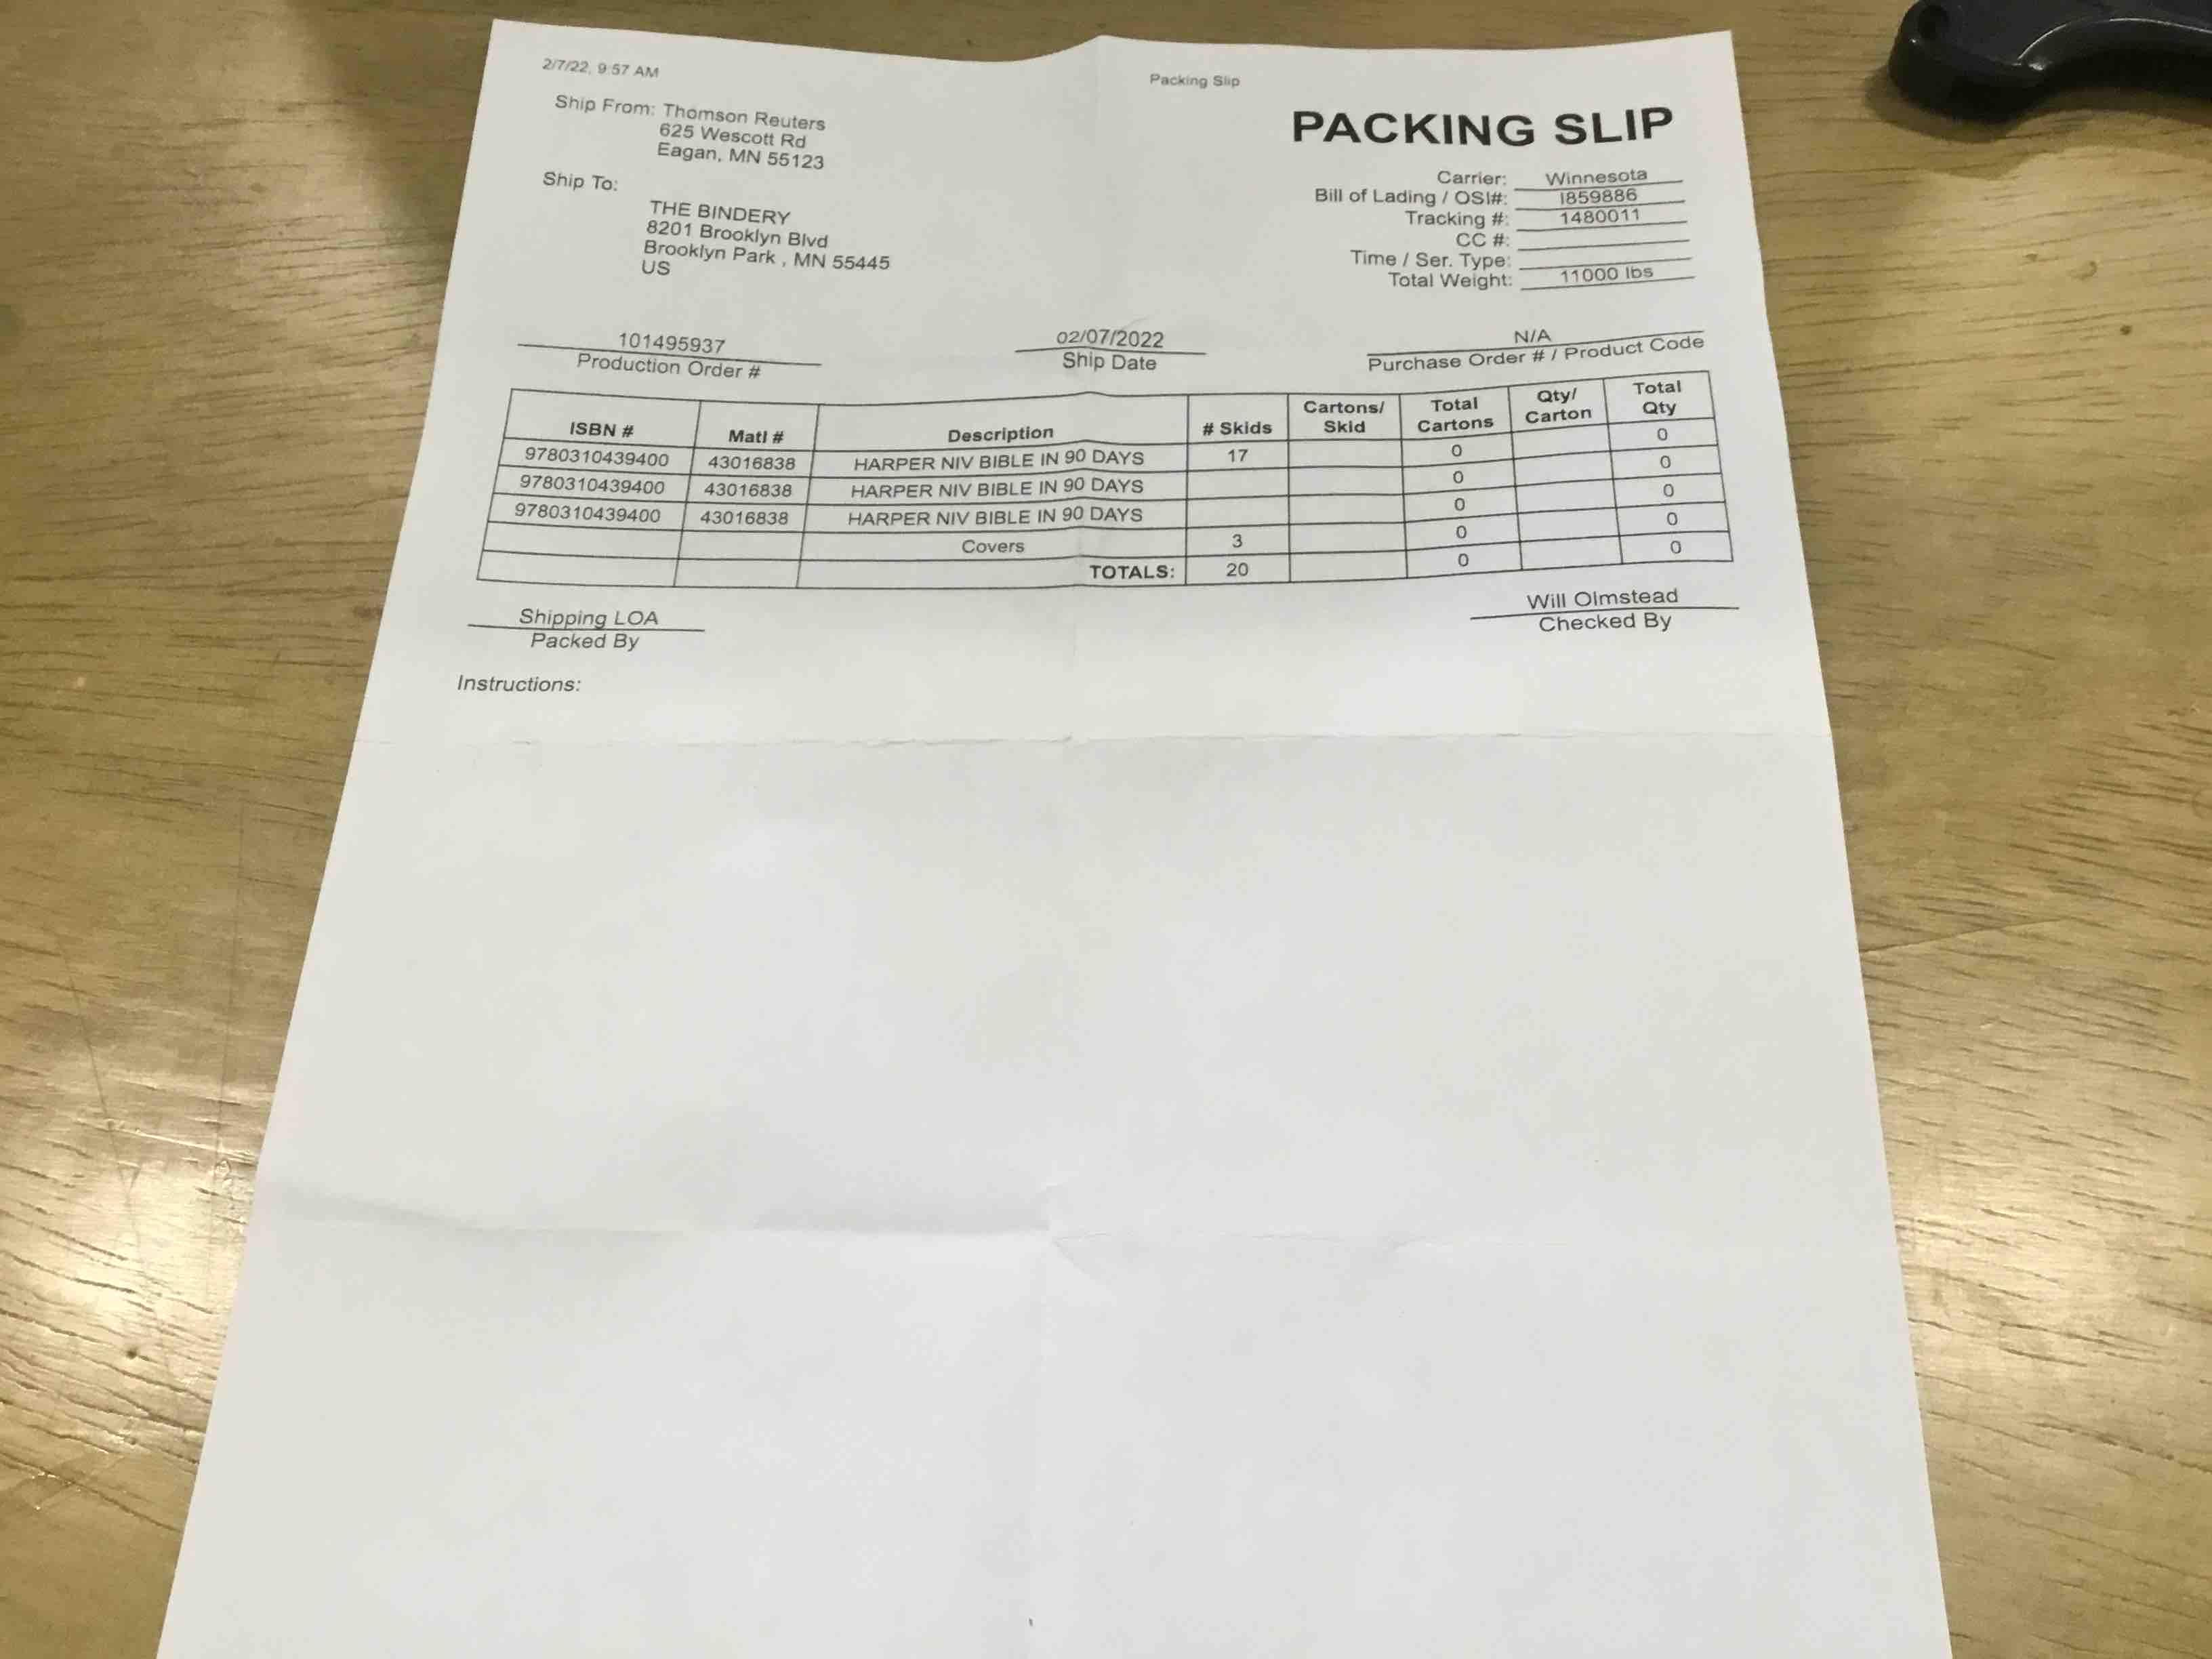 2/7/22, 9:57 AM
Packing Slip
Ship From: Thomson Reuters
625 Wescott Rd
Eagan, MN 55123
PACKING SLIP
Ship To:
THE BINDERY
8201 Brooklyn Blvd
Brooklyn Park , MN 55445
US
Carrier: Winnesota
Bill of Lading / OSI#: I859886
Tracking #: 1480011
CC #:
Time / Ser. Type:
Total Weight: 11000 lbs
101495937
Production Order #
02/07/2022
Ship Date
N/A
Purchase Order # / Product Code
ISBN # Matl # Description # Skids Cartons/ Skid Total Cartons Qty/ Carton Total Qty
9780310439400 43016838 HARPER NIV BIBLE IN 90 DAYS 17 0 0
9780310439400 43016838 HARPER NIV BIBLE IN 90 DAYS 0 0
9780310439400 43016838 HARPER NIV BIBLE IN 90 DAYS 0 0
Covers 3 0 0
TOTALS: 20 0 0
Shipping LOA
Packed By
Will Olmstead
Checked By
Instructions: